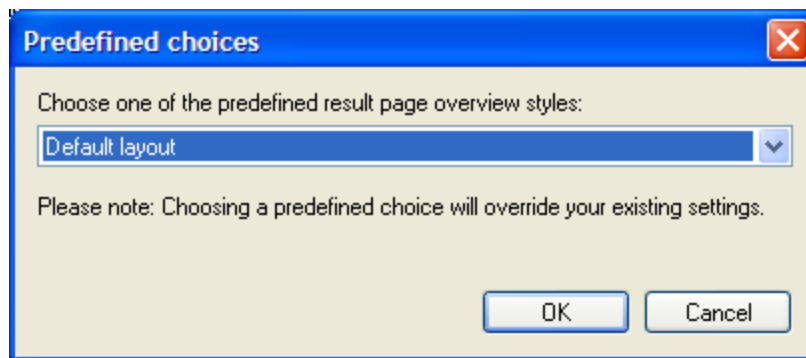 Predefined choices
Choose one of the predefined result page overview styles:
Default layout
Please note: Choosing a predefined choice will override your existing settings.
OK Cancel